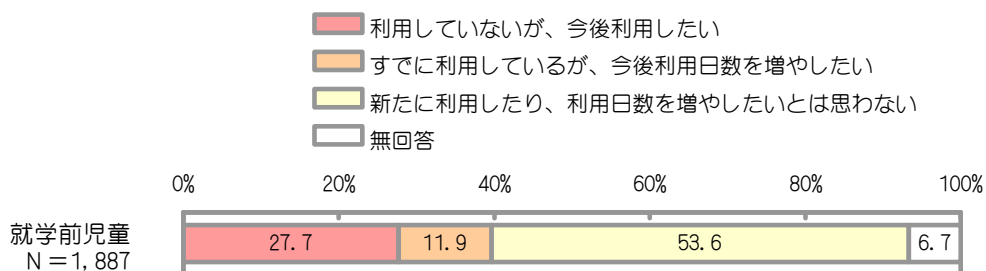 利用していないが、今後利用したい
すでに利用しているが、今後利用日数を増やしたい
新たに利用したり、利用日数を増やしたいとは思わない
無回答
0% 20% 40% 60% 80% 100%
就学前児童
N＝1,887
27.7 11.9 53.6 6.7